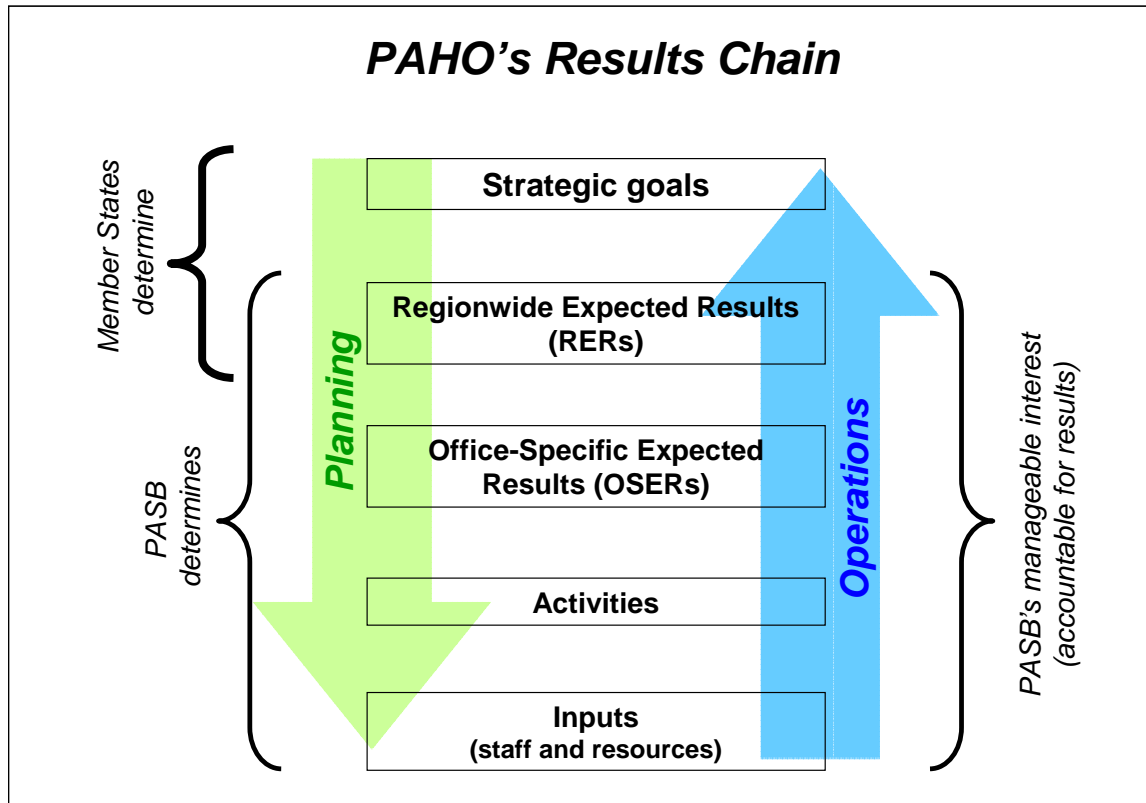 PAHO’s Results Chain
Member States
determine
PASB
determines
Planning
Strategic goals
Regionwide Expected Results
(RERs)
Office-Specific Expected
Results (OSERs)
Activities
Inputs
(staff and resources)
Operations
PASB’s manageable interest
(accountable for results)